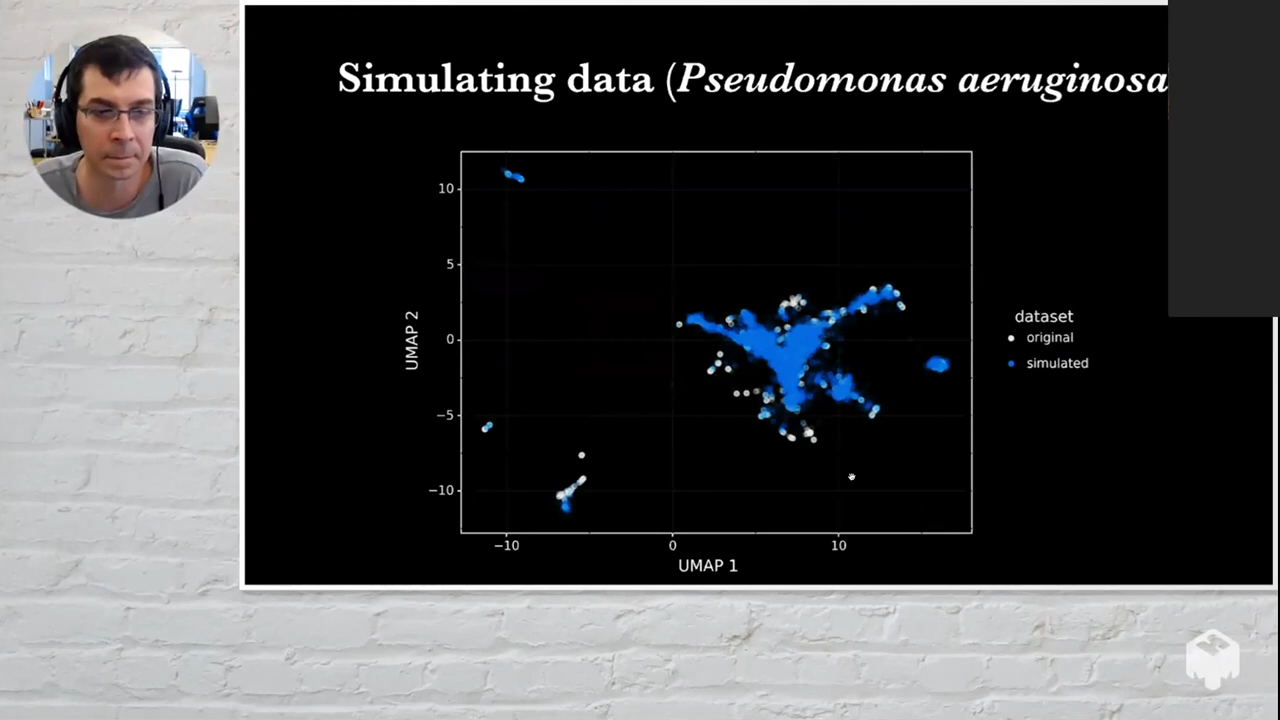 Simulating data (Pseudomonas aeruginosa
10
5
0
−5
−10
UMAP 2
−10 0 10
UMAP 1
dataset
original
simulated